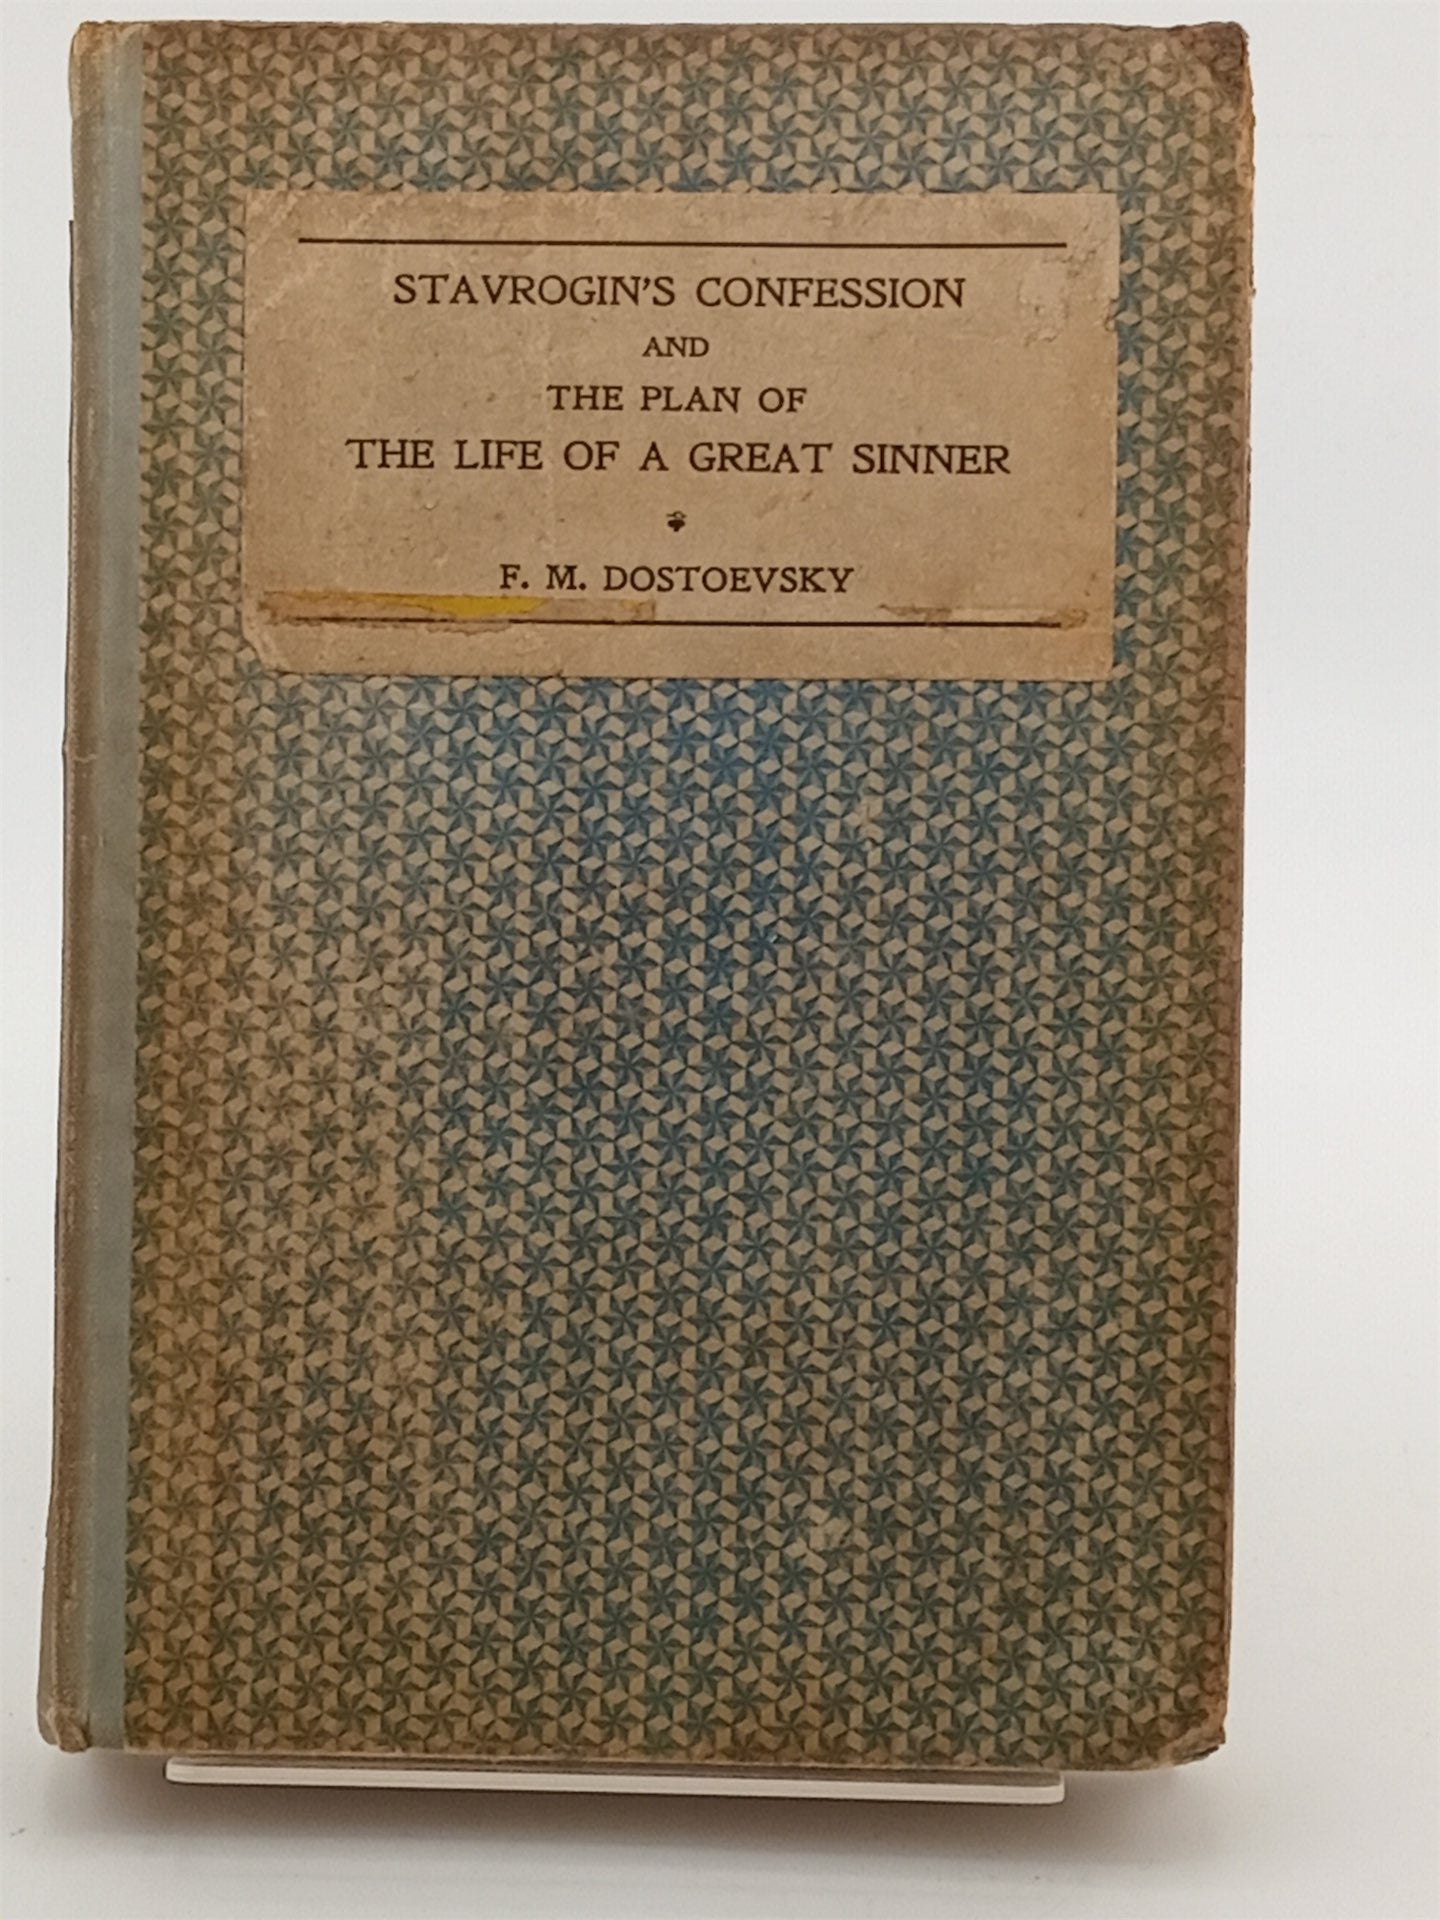 STAVROGIN'S CONFESSION
AND
THE PLAN OF
THE LIFE OF A GREAT SINNER
F. M. DOSTOEVSKY